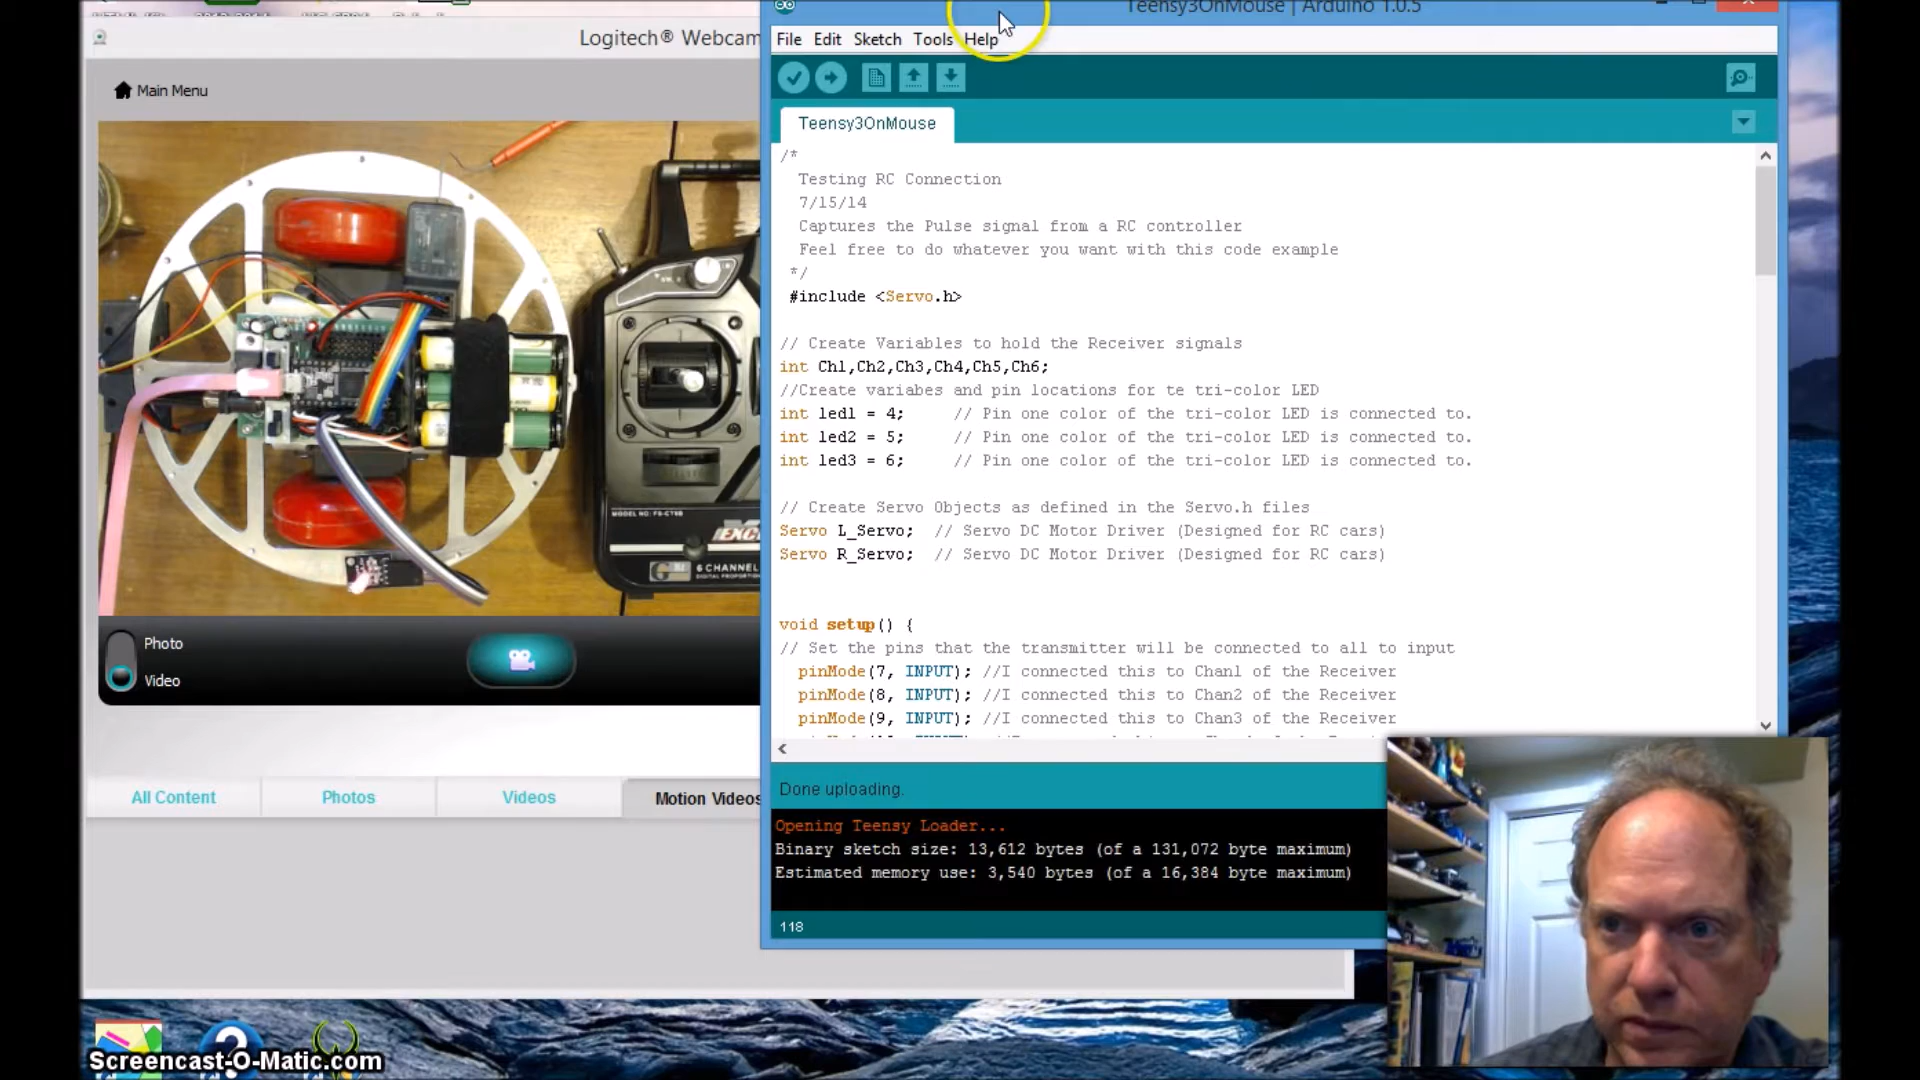 Teensy3OnMouse | Arduino 1.0.5
Logitech® Webcam
File Edit Sketch Tools Help
Main Menu
Teensy3OnMouse
/*
Testing RC Connection
7/15/14
Captures the Pulse signal from a RC controller
Feel free to do whatever you want with this code example
*/
#include <Servo.h>
// Create Variables to hold the Receiver signals
int Ch1,Ch2,Ch3,Ch4,Ch5,Ch6;
//Create variabes and pin locations for te tri-color LED
int led1 = 4; // Pin one color of the tri-color LED is connected to.
int led2 = 5; // Pin one color of the tri-color LED is connected to.
int led3 = 6; // Pin one color of the tri-color LED is connected to.
// Create Servo Objects as defined in the Servo.h files
Servo L_Servo; // Servo DC Motor Driver (Designed for RC cars)
Servo R_Servo; // Servo DC Motor Driver (Designed for RC cars)
void setup() {
// Set the pins that the transmitter will be connected to all to input
pinMode(7, INPUT); //I connected this to Chan1 of the Receiver
pinMode(8, INPUT); //I connected this to Chan2 of the Receiver
pinMode(9, INPUT); //I connected this to Chan3 of the Receiver
MODEL NO: FS-CT6B
6 CHANNEL
Photo
Video
All Content Photos Videos Motion Videos
Done uploading.
Opening Teensy Loader...
Binary sketch size: 13,612 bytes (of a 131,072 byte maximum)
Estimated memory use: 3,540 bytes (of a 16,384 byte maximum)
118
Screencast-O-Matic.com